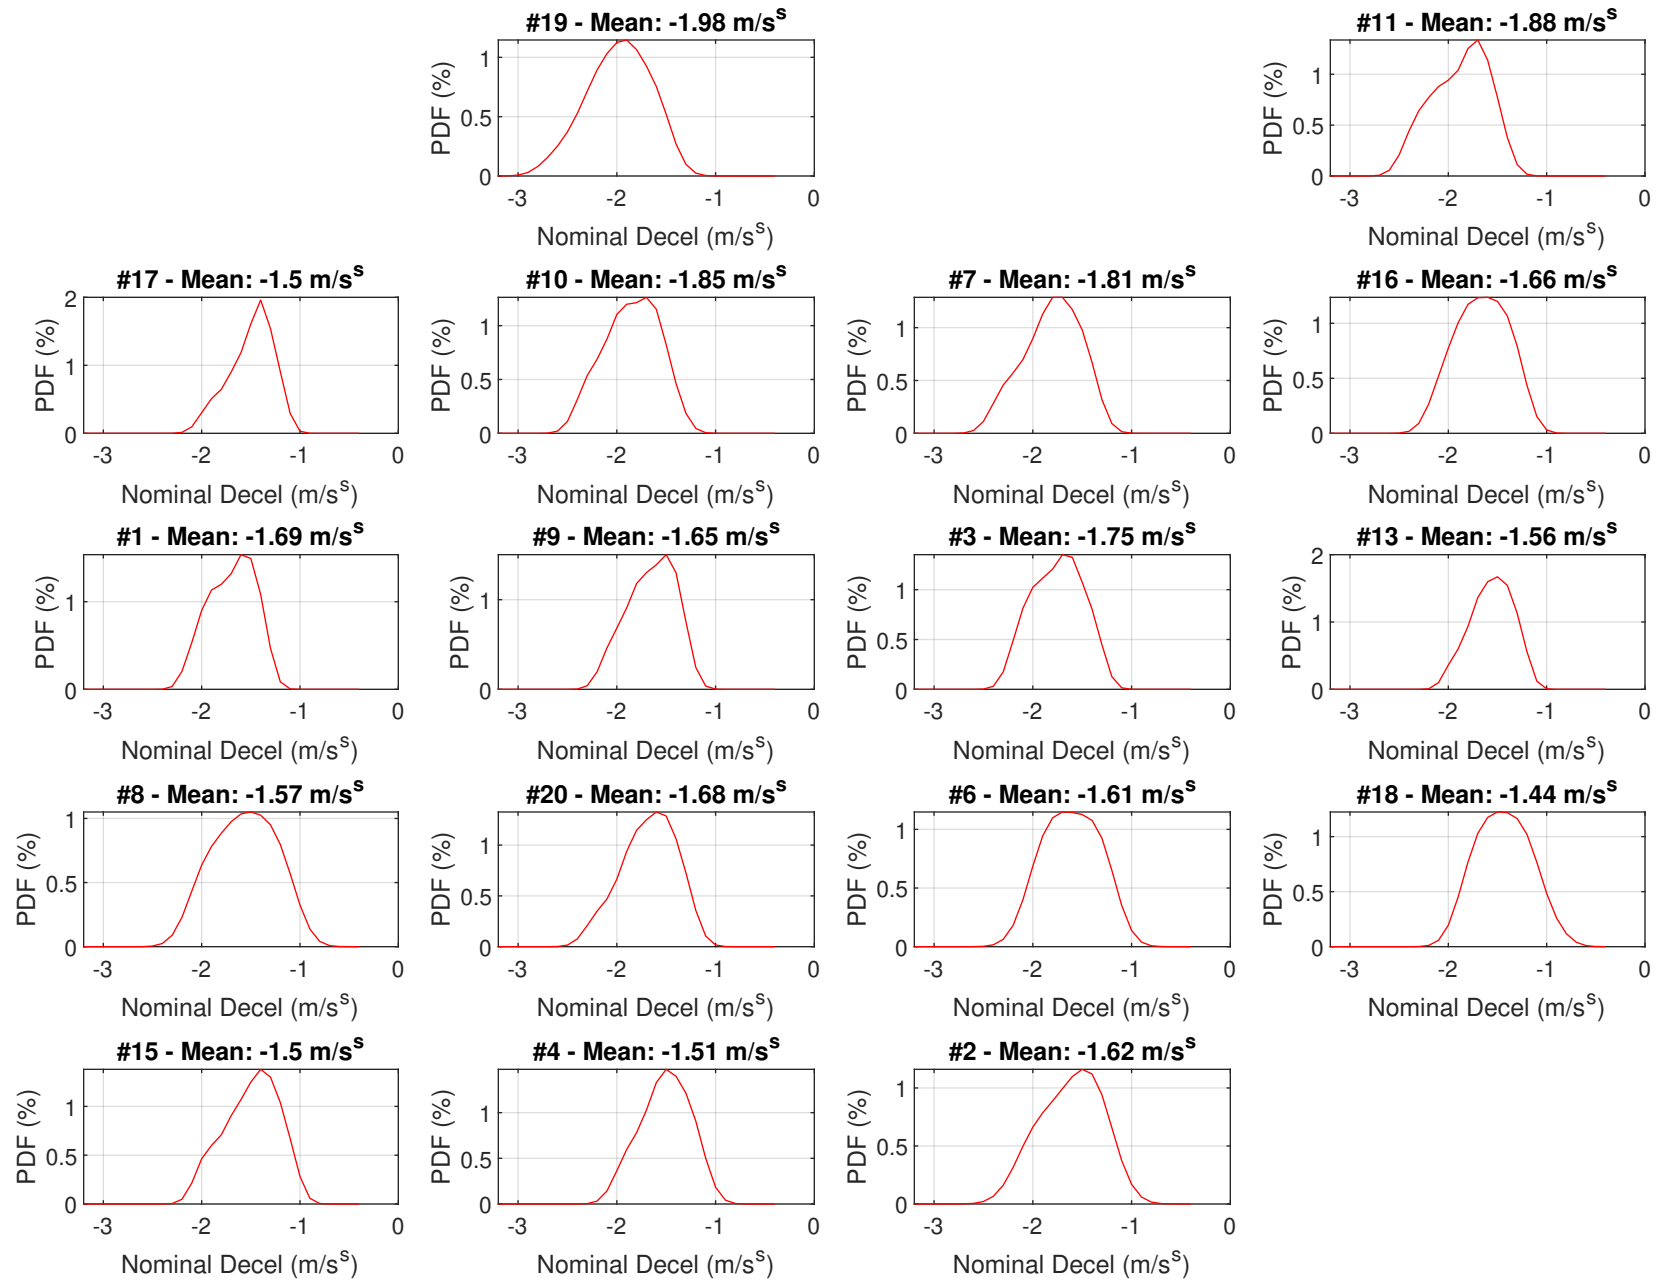 #19 - Mean: -1.98 m/s^s
PDF (%)
1
0.5
0
-3 -2 -1 0
Nominal Decel (m/s^s)
#11 - Mean: -1.88 m/s^s
PDF (%)
1
0.5
0
-3 -2 -1 0
Nominal Decel (m/s^s)
#17 - Mean: -1.5 m/s^s
PDF (%)
2
1
0
-3 -2 -1 0
Nominal Decel (m/s^s)
#10 - Mean: -1.85 m/s^s
PDF (%)
1
0.5
0
-3 -2 -1 0
Nominal Decel (m/s^s)
#7 - Mean: -1.81 m/s^s
PDF (%)
1
0.5
0
-3 -2 -1 0
Nominal Decel (m/s^s)
#16 - Mean: -1.66 m/s^s
PDF (%)
1
0.5
0
-3 -2 -1 0
Nominal Decel (m/s^s)
#1 - Mean: -1.69 m/s^s
PDF (%)
1
0
-3 -2 -1 0
Nominal Decel (m/s^s)
#9 - Mean: -1.65 m/s^s
PDF (%)
1
0
-3 -2 -1 0
Nominal Decel (m/s^s)
#3 - Mean: -1.75 m/s^s
PDF (%)
1
0.5
0
-3 -2 -1 0
Nominal Decel (m/s^s)
#13 - Mean: -1.56 m/s^s
PDF (%)
2
1
0
-3 -2 -1 0
Nominal Decel (m/s^s)
#8 - Mean: -1.57 m/s^s
PDF (%)
1
0.5
0
-3 -2 -1 0
Nominal Decel (m/s^s)
#20 - Mean: -1.68 m/s^s
PDF (%)
1
0.5
0
-3 -2 -1 0
Nominal Decel (m/s^s)
#6 - Mean: -1.61 m/s^s
PDF (%)
1
0.5
0
-3 -2 -1 0
Nominal Decel (m/s^s)
#18 - Mean: -1.44 m/s^s
PDF (%)
1
0.5
0
-3 -2 -1 0
Nominal Decel (m/s^s)
#15 - Mean: -1.5 m/s^s
PDF (%)
1
0.5
0
-3 -2 -1 0
Nominal Decel (m/s^s)
#4 - Mean: -1.51 m/s^s
PDF (%)
1
0.5
0
-3 -2 -1 0
Nominal Decel (m/s^s)
#2 - Mean: -1.62 m/s^s
PDF (%)
1
0.5
0
-3 -2 -1 0
Nominal Decel (m/s^s)